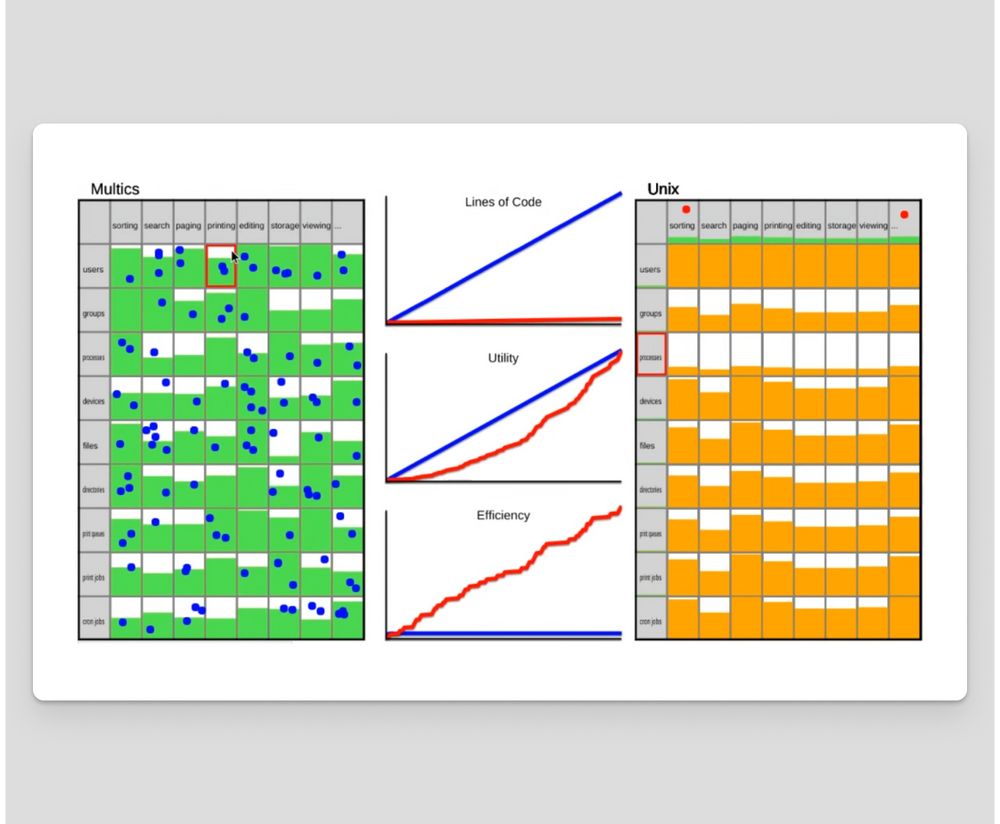 Multics
sorting search paging printing editing storage viewing ...
users
groups
processes
devices
files
directories
print queues
print jobs
cron jobs
Lines of Code
Utility
Efficiency
Unix
sorting search paging printing editing storage viewing ...
users
groups
processes
devices
files
directories
print queues
print jobs
cron jobs